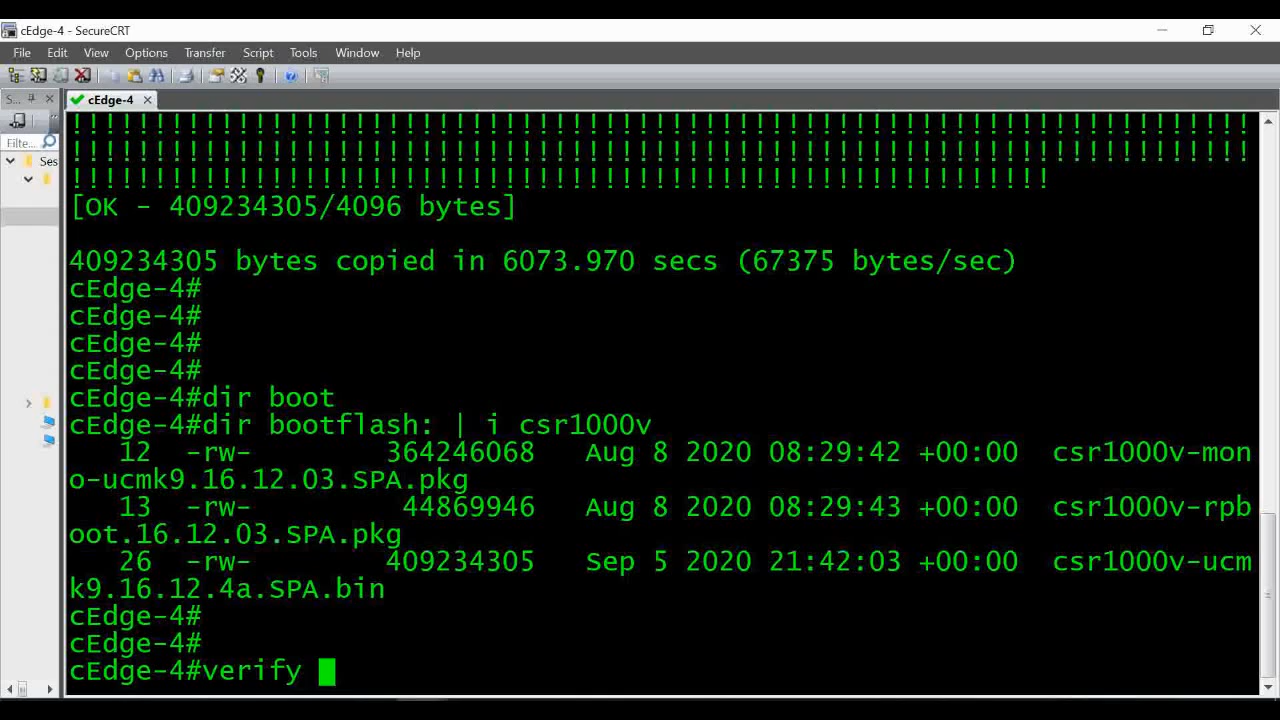 cEdge-4 - SecureCRT
File Edit View Options Transfer Script Tools Window Help
S...
cEdge-4
Filte...
Ses
!!!!!!!!!!!!!!!!!!!!!!!!!!!!!!!!!!!!!!!!!!!!!!!!!!!!!!!!!!!!!!!!!!!!!!!
!!!!!!!!!!!!!!!!!!!!!!!!!!!!!!!!!!!!!!!!!!!!!!!!!!!!!!!!!!!!!!!!!!!!!!!
!!!!!!!!!!!!!!!!!!!!!!!!!!!!!!!!!!!!!!!!!!!!!!!!!!!!!!!!!!!
[OK - 409234305/4096 bytes]
409234305 bytes copied in 6073.970 secs (67375 bytes/sec)
cEdge-4#
cEdge-4#
cEdge-4#
cEdge-4#
cEdge-4#dir boot
cEdge-4#dir bootflash: | i csr1000v
12 -rw- 364246068 Aug 8 2020 08:29:42 +00:00 csr1000v-mon
o-ucmk9.16.12.03.SPA.pkg
13 -rw- 44869946 Aug 8 2020 08:29:43 +00:00 csr1000v-rpb
oot.16.12.03.SPA.pkg
26 -rw- 409234305 Sep 5 2020 21:42:03 +00:00 csr1000v-ucm
k9.16.12.4a.SPA.bin
cEdge-4#
cEdge-4#
cEdge-4#verify